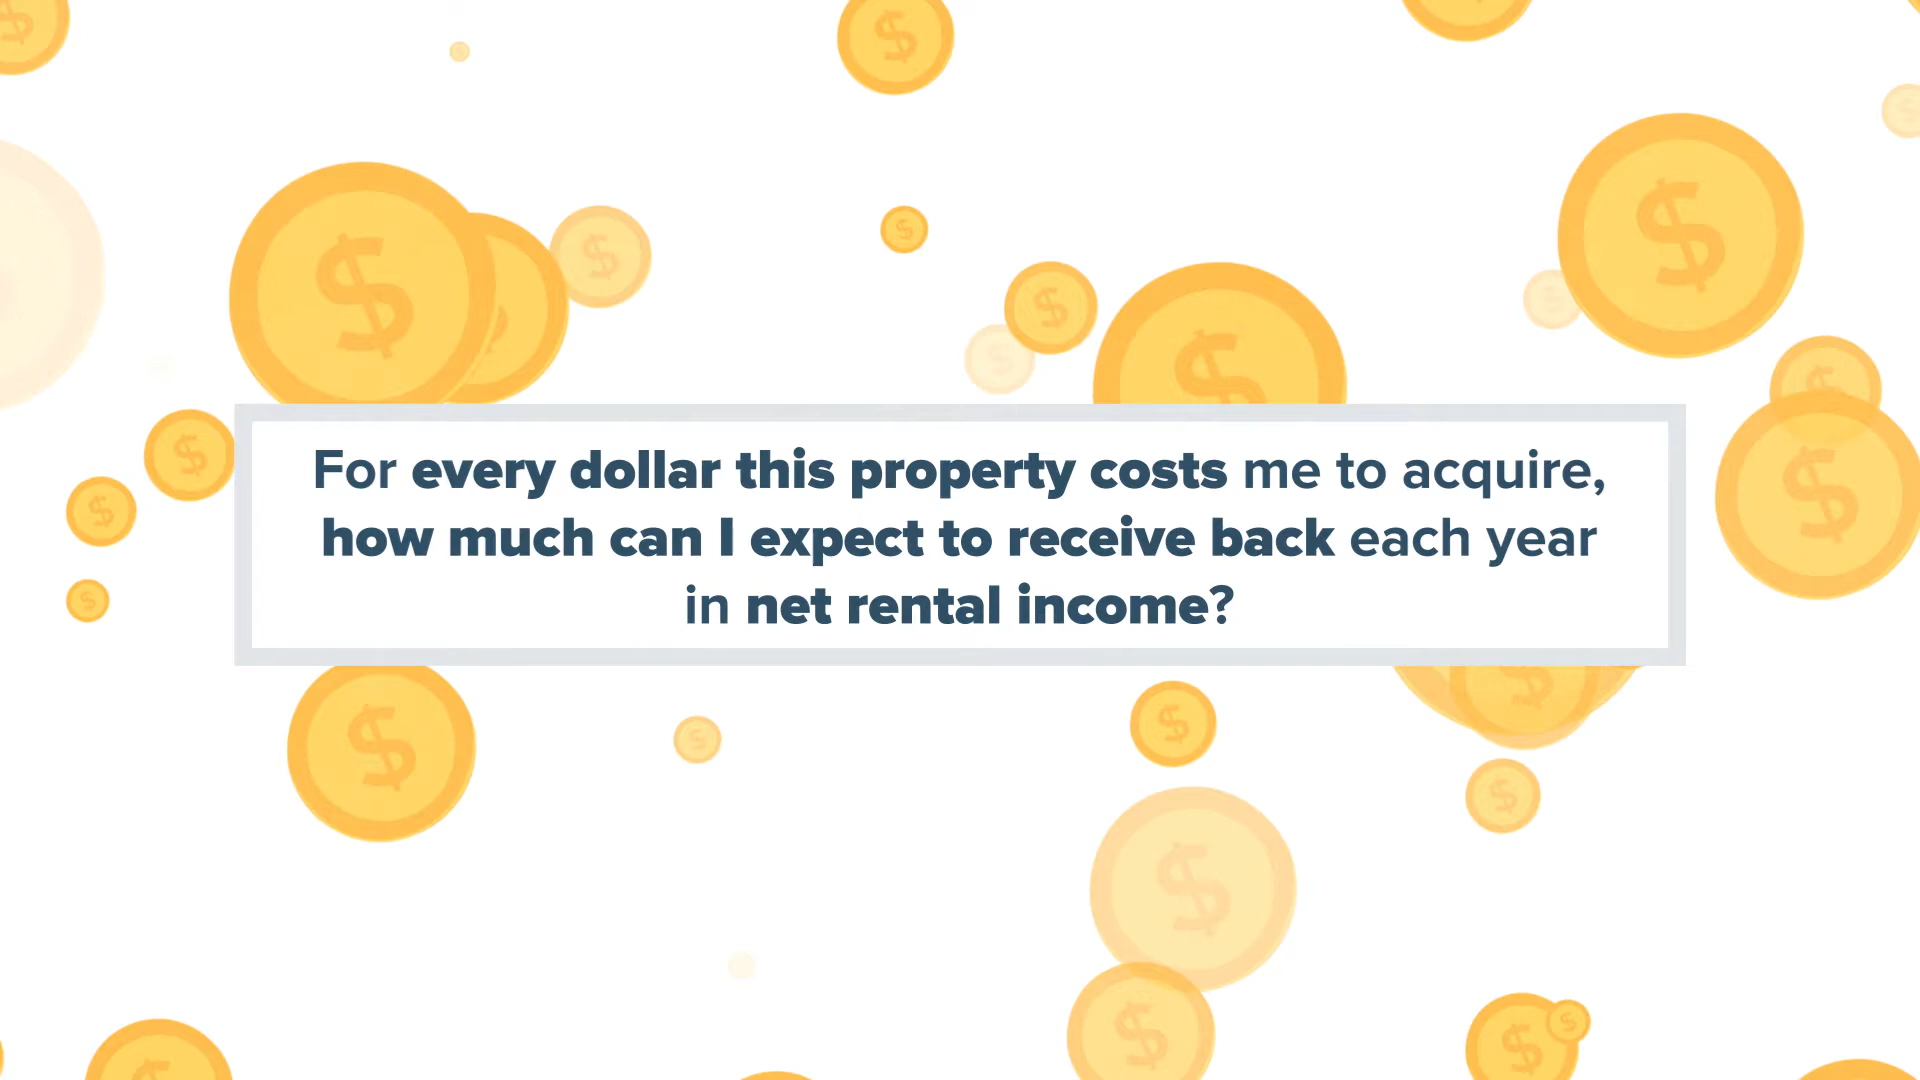 For every dollar this property costs me to acquire,
how much can I expect to receive back each year
in net rental income?